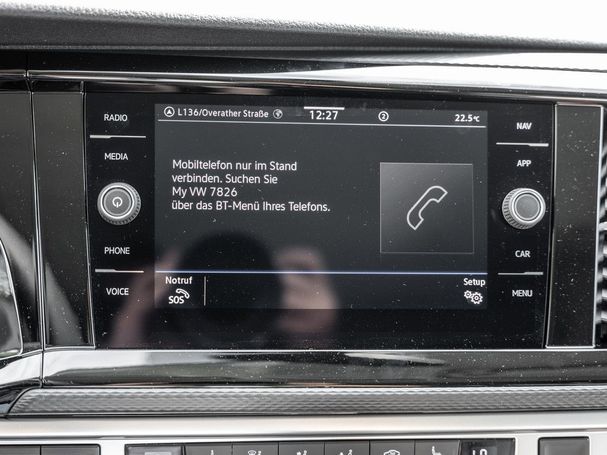 L136/Overather Straße 12:27 2 22.5°C
RADIO
MEDIA
PHONE
VOICE
Mobiltelefon nur im Stand
verbinden. Suchen Sie
My VW 7826
über das BT-Menü Ihres Telefons.
Notruf
SOS
Setup
NAV
APP
CAR
MENU